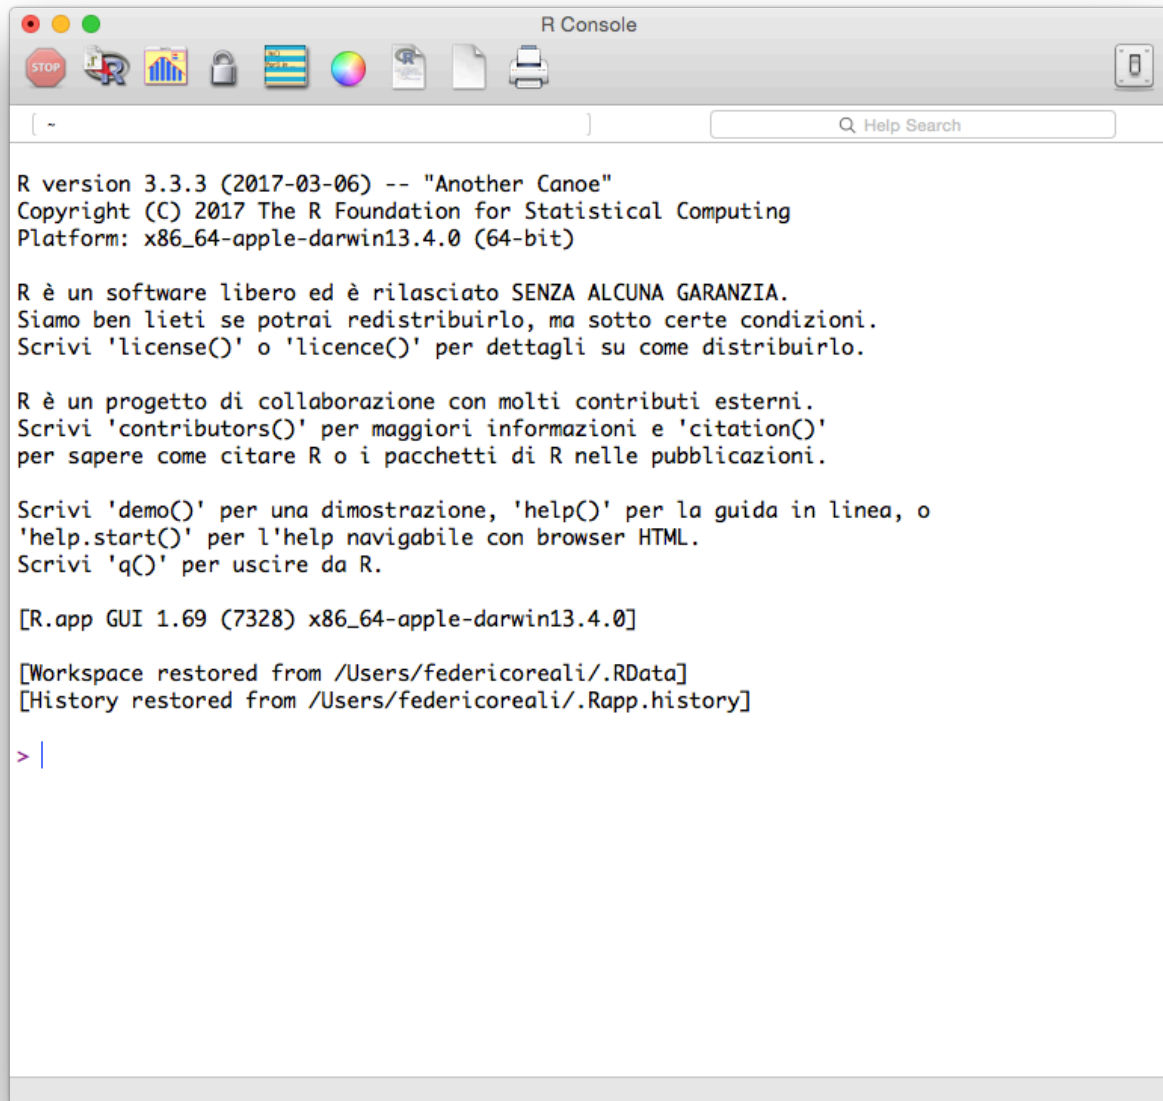 R Console
STOP
~
Help Search
R version 3.3.3 (2017-03-06) -- "Another Canoe"
Copyright (C) 2017 The R Foundation for Statistical Computing
Platform: x86_64-apple-darwin13.4.0 (64-bit)
R è un software libero ed è rilasciato SENZA ALCUNA GARANZIA.
Siamo ben lieti se potrai redistribuirlo, ma sotto certe condizioni.
Scrivi 'license()' o 'licence()' per dettagli su come distribuirlo.
R è un progetto di collaborazione con molti contributi esterni.
Scrivi 'contributors()' per maggiori informazioni e 'citation()'
per sapere come citare R o i pacchetti di R nelle pubblicazioni.
Scrivi 'demo()' per una dimostrazione, 'help()' per la guida in linea, o
'help.start()' per l'help navigabile con browser HTML.
Scrivi 'q()' per uscire da R.
[R.app GUI 1.69 (7328) x86_64-apple-darwin13.4.0]
[Workspace restored from /Users/federicoreali/.RData]
[History restored from /Users/federicoreali/.Rapp.history]
>